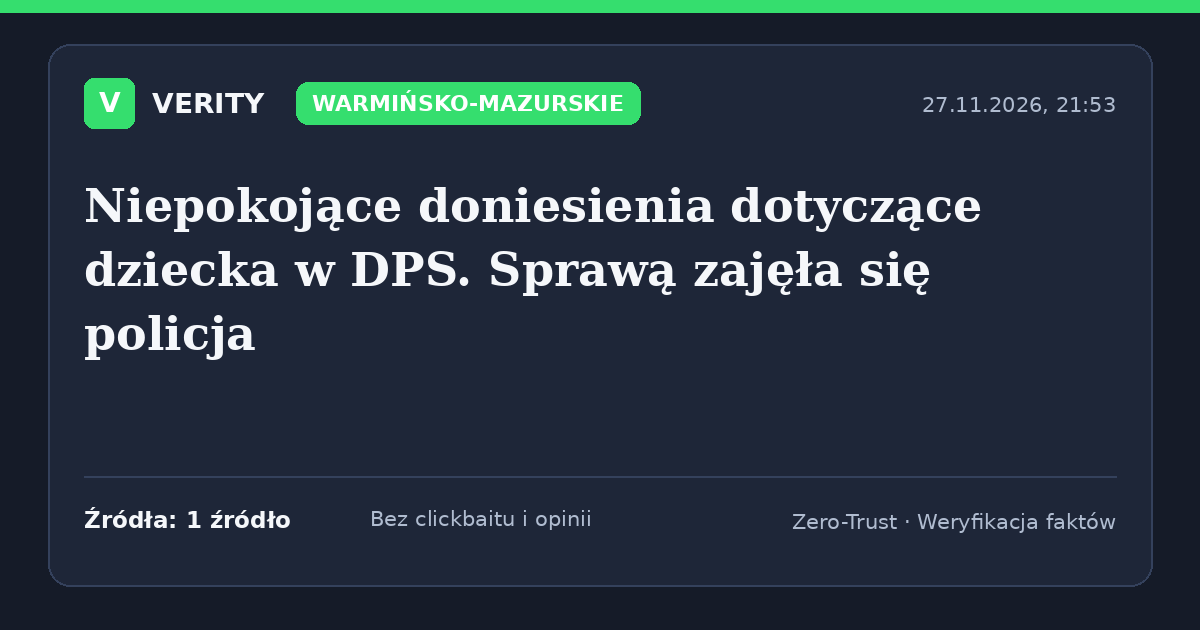 V VERITY WARMIŃSKO-MAZURSKIE 27.11.2026, 21:53
Niepokojące doniesienia dotyczące
dziecka w DPS. Sprawą zajęła się
policja
Źródła: 1 źródło Bez clickbaitu i opinii Zero-Trust · Weryfikacja faktów